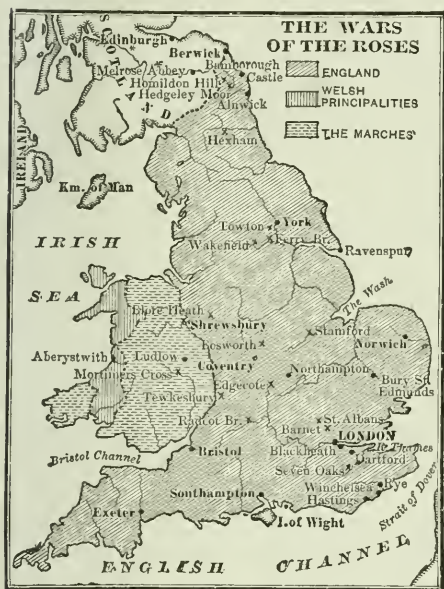 THE WARS
OF THE ROSES
ENGLAND
WELSH
PRINCIPALITIES
THE MARCHES
Edinburgh
Berwick
SCOTLAND
Melrose Abbey
Bamborough
Castle
Homildon Hill
Hedgeley Moor
Alnwick
Hexham
IRELAND
Km. of Man
IRISH
SEA
York
Towton
Wakefield
Ferry Br.
Ravenspur
The Wash
Blore Heath
Shrewsbury
Stamford
Bosworth
Norwich
Aberystwith
Ludlow
Coventry
Mortimers Cross
Northampton
Bury St.
Edmunds
Edgecote
Tewkesbury
Radcot Br.
St. Albans
Barnet
LONDON
R. Thames
Bristol Channel
Bristol
Blackheath
Dartford
Seven Oaks
Winchelsea
Rye
Hastings
Southampton
Strait of Dover
Exeter
I. of Wight
ENGLISH CHANNEL